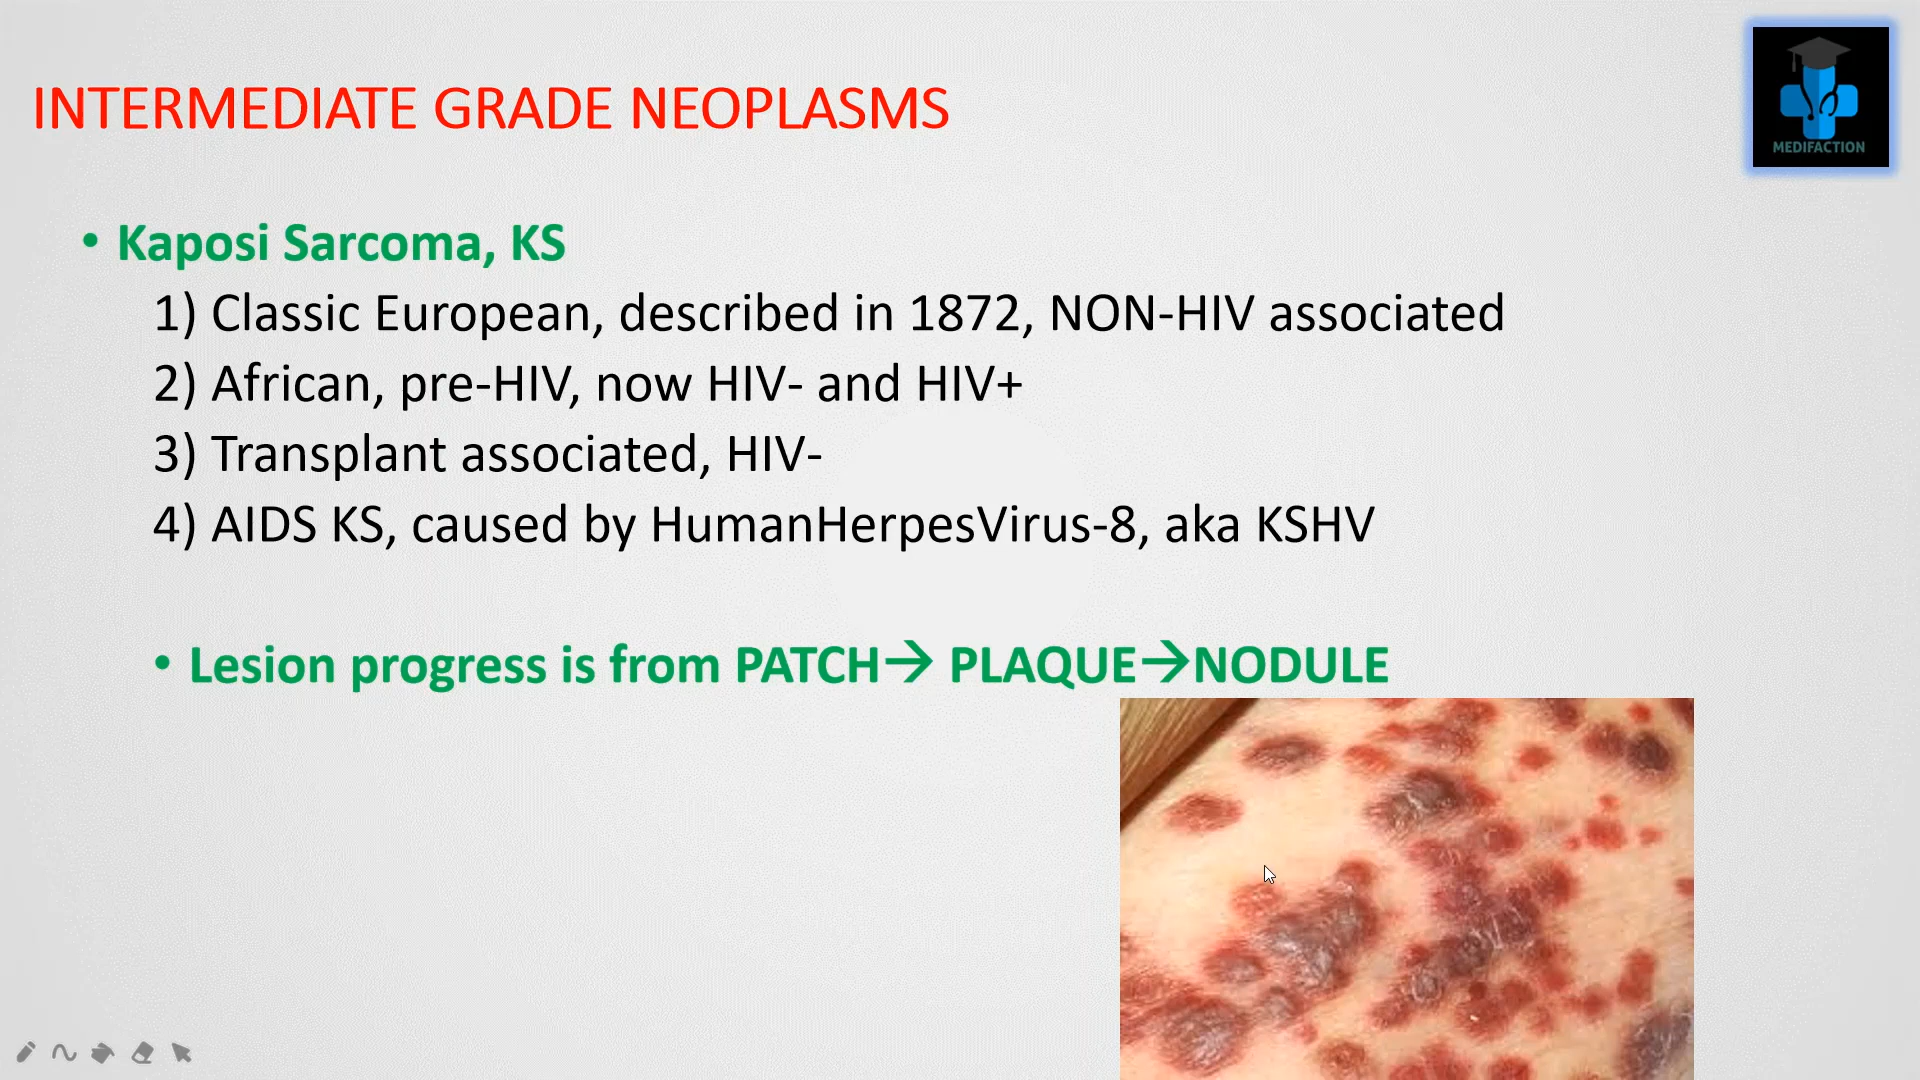 INTERMEDIATE GRADE NEOPLASMS
MEDIFACTION
• Kaposi Sarcoma, KS
1) Classic European, described in 1872, NON-HIV associated
2) African, pre-HIV, now HIV- and HIV+
3) Transplant associated, HIV-
4) AIDS KS, caused by HumanHerpesVirus-8, aka KSHV
• Lesion progress is from PATCH→ PLAQUE→NODULE